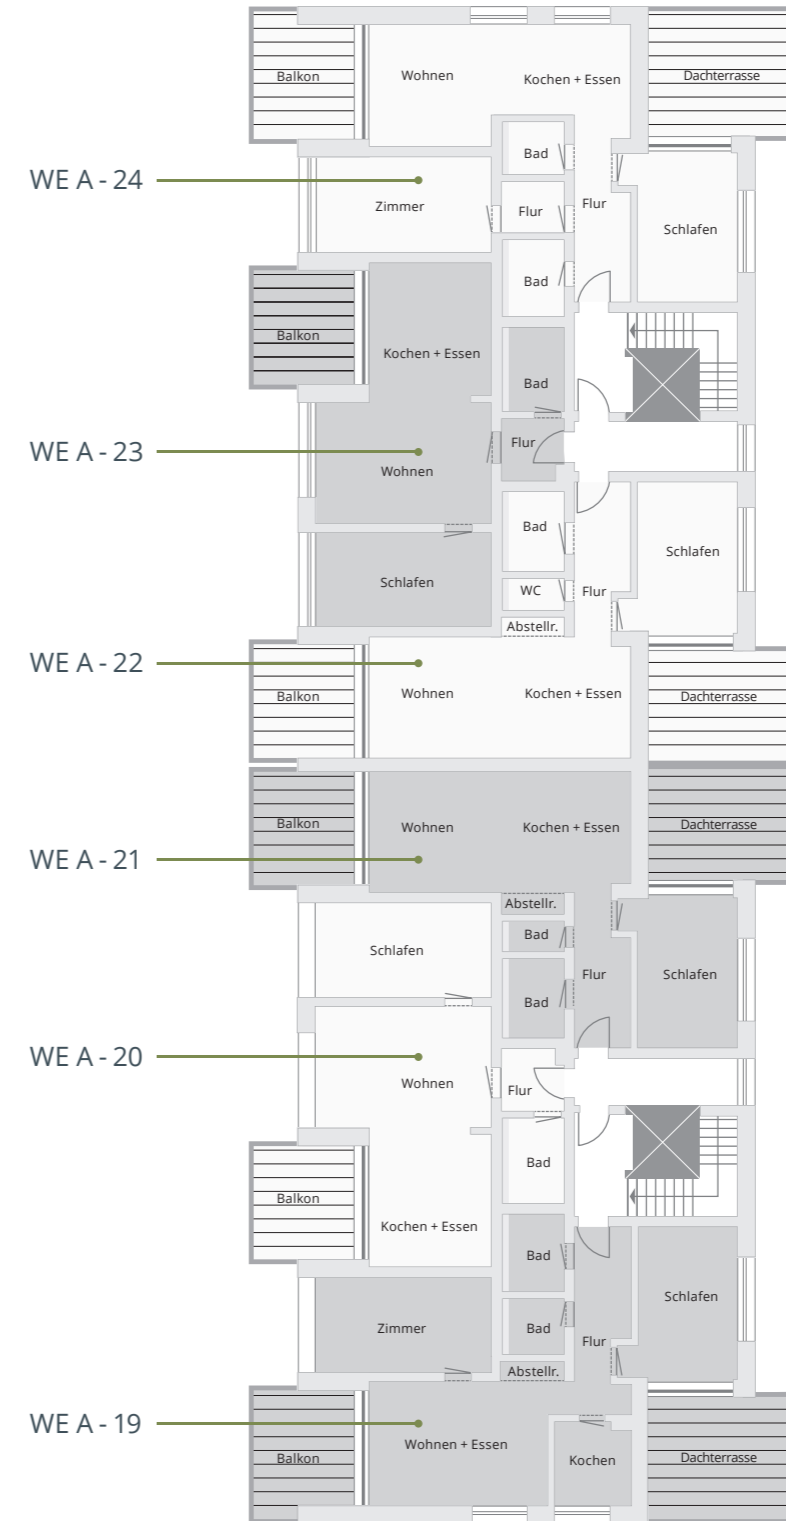 Balkon
Wohnen
Kochen + Essen
Dachterrasse
Bad
WE A - 24
Zimmer
Flur
Flur
Schlafen
Bad
Balkon
Kochen + Essen
Bad
Flur
WE A - 23
Wohnen
Bad
Schlafen
Schlafen
WC
Flur
Abstellr.
WE A - 22
Balkon
Wohnen
Kochen + Essen
Dachterrasse
Balkon
Wohnen
Kochen + Essen
Dachterrasse
WE A - 21
Abstellr.
Bad
Schlafen
Flur
Schlafen
Bad
WE A - 20
Wohnen
Flur
Bad
Balkon
Kochen + Essen
Bad
Schlafen
Zimmer
Bad
Flur
Abstellr.
WE A - 19
Wohnen + Essen
Balkon
Kochen
Dachterrasse